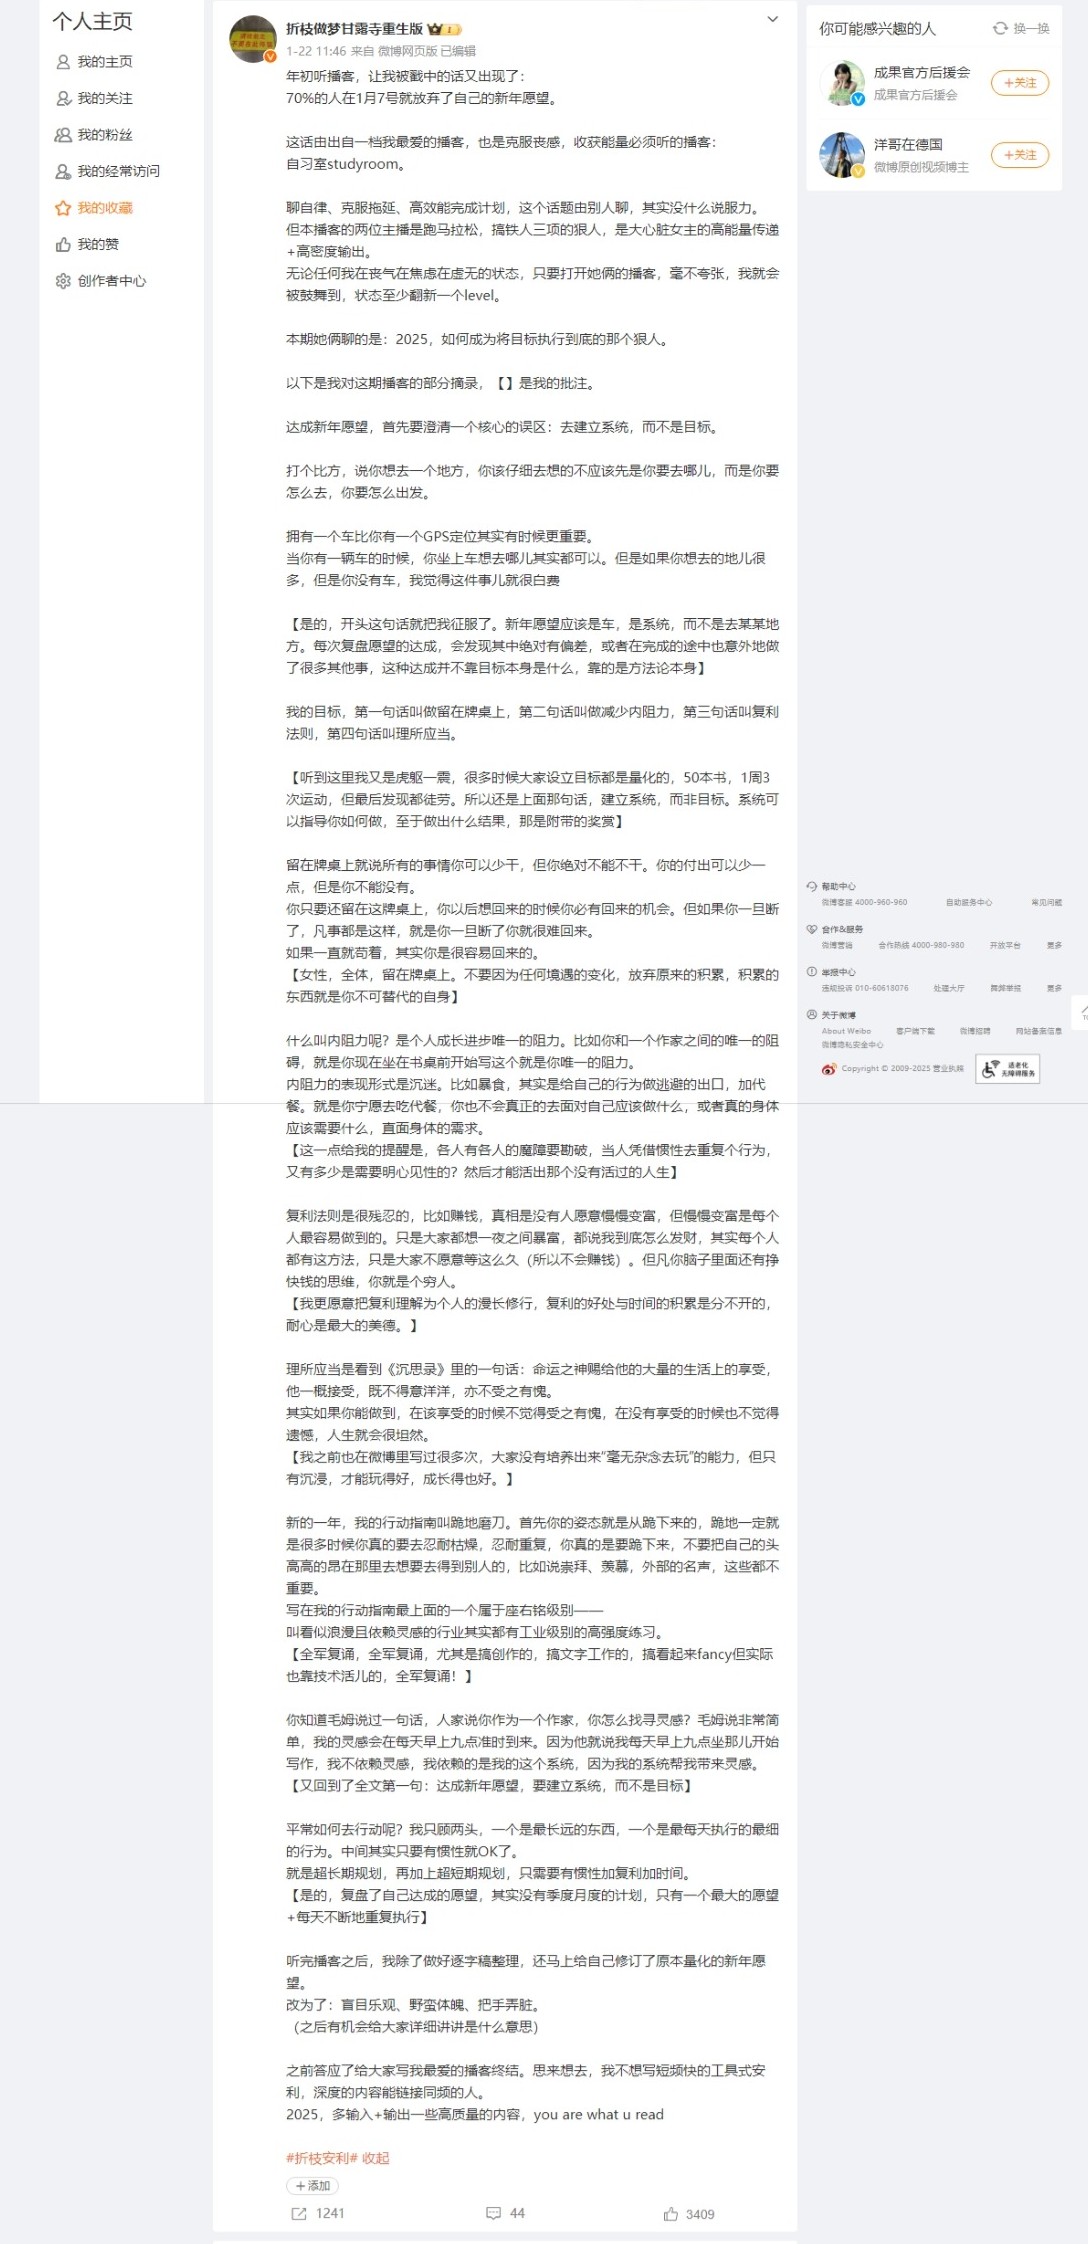 个人主页
我的主页
我的关注
我的粉丝
我的经常访问
我的收藏
我的赞
创作者中心
折枝做梦甘露寺重生版
1-22 11:46 来自 微博网页版 已编辑
年初听播客，让我被戳中的话又出现了：
70%的人在1月7号就放弃了自己的新年愿望。
这话由出自一档我最爱的播客，也是克服丧感，收获能量必须听的播客：
自习室studyroom。
聊自律、克服拖延、高效能完成计划，这个话题由别人聊，其实没什么说服力。
但本播客的两位主播是跑马拉松，搞铁人三项的狠人，是大心脏女主的高能量传递
+高密度输出。
无论任何我在丧气在焦虑在虚无的状态，只要打开她俩的播客，毫不夸张，我就会
被鼓舞到，状态至少翻新一个level。
本期她俩聊的是：2025，如何成为将目标执行到底的那个狠人。
以下是我对这期播客的部分摘录，【】是我的批注。
达成新年愿望，首先要澄清一个核心的误区：去建立系统，而不是目标。
打个比方，说你想去一个地方，你该仔细去想的不应该先是你要去哪儿，而是你要
怎么去，你要怎么出发。
拥有一个车比你有一个GPS定位其实有时候更重要。
当你有一辆车的时候，你坐上车想去哪儿其实都可以。但是如果你想去的地儿很
多，但是你没有车，我觉得这件事儿就很白费
【是的，开头这句话就把我征服了。新年愿望应该是车，是系统，而不是去某某地
方。每次复盘愿望的达成，会发现其中绝对有偏差，或者在完成的途中也意外地做
了很多其他事，这种达成并不靠目标本身是什么，靠的是方法论本身】
我的目标，第一句话叫做留在牌桌上，第二句话叫做减少内阻力，第三句话叫复利
法则，第四句话叫理所应当。
【听到这里我又是虎躯一震，很多时候大家设立目标都是量化的，50本书，1周3
次运动，但最后发现都徒劳。所以还是上面那句话，建立系统，而非目标。系统可
以指导你如何做，至于做出什么结果，那是附带的奖赏】
留在牌桌上就说所有的事情你可以少干，但你绝对不能不干。你的付出可以少一
点，但是你不能没有。
你只要还留在这牌桌上，你以后想回来的时候你必有回来的机会。但如果你一旦断
了，凡事都是这样，就是你一旦断了你就很难回来。
如果一直就苟着，其实你是很容易回来的。
【女性，全体，留在牌桌上。不要因为任何境遇的变化，放弃原来的积累，积累的
东西就是你不可替代的自身】
什么叫内阻力呢？是个人成长进步唯一的阻力。比如你和一个作家之间的唯一的阻
碍，就是你现在坐在书桌前开始写这个就是你唯一的阻力。
内阻力的表现形式是沉迷。比如暴食，其实是给自己的行为做逃避的出口，加代
餐。就是你宁愿去吃代餐，你也不会真正的去面对自己应该做什么，或者真的身体
应该需要什么，直面身体的需求。
【这一点给我的提醒是，各人有各人的魔障要勘破，当人凭借惯性去重复个行为，
又有多少是需要明心见性的？然后才能活出那个没有活过的人生】
复利法则是很残忍的，比如赚钱，真相是没有人愿意慢慢变富，但慢慢变富是每个
人最容易做到的。只是大家都想一夜之间暴富，都说我到底怎么发财，其实每个人
都有这方法，只是大家不愿意等这么久（所以不会赚钱）。但凡你脑子里面还有挣
快钱的思维，你就是个穷人。
【我更愿意把复利理解为个人的漫长修行，复利的好处与时间的积累是分不开的，
耐心是最大的美德。】
理所应当是看到《沉思录》里的一句话：命运之神赐给他的大量的生活上的享受，
他一概接受，既不得意洋洋，亦不受之有愧。
其实如果你能做到，在该享受的时候不觉得受之有愧，在没有享受的时候也不觉得
遗憾，人生就会很坦然。
【我之前也在微博里写过很多次，大家没有培养出来“毫无杂念去玩”的能力，但只
有沉浸，才能玩得好，成长得也好。】
新的一年，我的行动指南叫跪地磨刀。首先你的姿态就是从跪下来的，跪地一定就
是很多时候你真的要去忍耐枯燥，忍耐重复，你真的是要跪下来，不要把自己的头
高高的昂在那里去想要去得到别人的，比如说崇拜、羡慕，外部的名声，这些都不
重要。
写在我的行动指南最上面的一个属于座右铭级别——
叫看似浪漫且依赖灵感的行业其实都有工业级别的高强度练习。
【全军复诵，全军复诵，尤其是搞创作的，搞文字工作的，搞看起来fancy但实际
也靠技术活儿的，全军复诵！】
你知道毛姆说过一句话，人家说你作为一个作家，你怎么找寻灵感？毛姆说非常简
单，我的灵感会在每天早上九点准时到来。因为他就说我每天早上九点坐那儿开始
写作，我不依赖灵感，我依赖的是我的这个系统，因为我的系统帮我带来灵感。
【又回到了全文第一句：达成新年愿望，要建立系统，而不是目标】
平常如何去行动呢？我只顾两头，一个是最长远的东西，一个是最每天执行的最细
的行为。中间其实只要有惯性就OK了。
就是超长期规划，再加上超短期规划，只需要有惯性加复利加时间。
【是的，复盘了自己达成的愿望，其实没有季度月度的计划，只有一个最大的愿望
+每天不断地重复执行】
听完播客之后，我除了做好逐字稿整理，还马上给自己修订了原本量化的新年愿
望。
改为了：盲目乐观、野蛮体魄、把手弄脏。
（之后有机会给大家详细讲讲是什么意思）
之前答应了给大家写我最爱的播客终结。思来想去，我不想写短频快的工具式安
利，深度的内容能链接同频的人。
2025，多输入+输出一些高质量的内容，you are what u read
#折枝安利# 收起
+添加
1241
44
3409
你可能感兴趣的人
换一换
成果官方后援会
成果官方后援会
+关注
洋哥在德国
微博原创视频博主
+关注
帮助中心
微博客服 4000-960-960 自助服务中心 常见问题
合作&服务
微博营销 合作热线 4000-980-980 开放平台 更多
举报中心
违规投诉 010-60618076 处理大厅 舞弊举报 更多
关于微博
About Weibo 客户端下载 微博招聘 网站备案信息
微博隐私安全中心
Copyright © 2009-2025 营业执照
适老化
无障碍服务